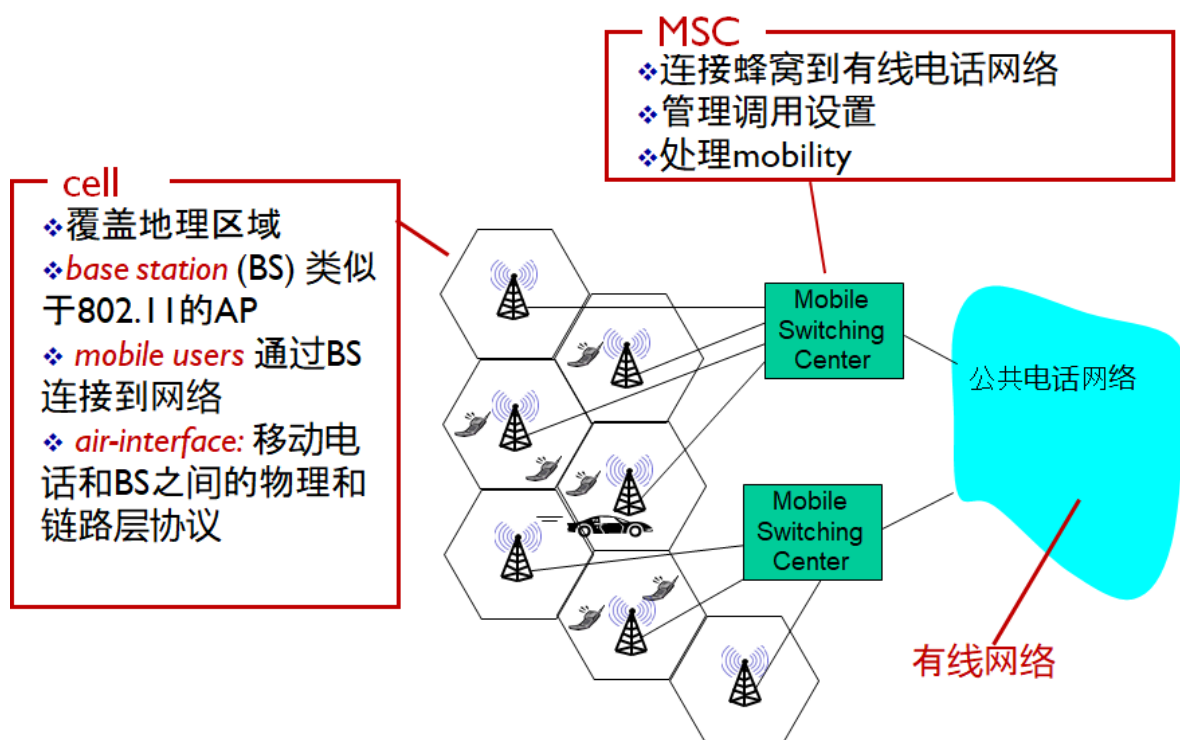 MSC
❖连接蜂窝到有线电话网络
❖管理调用设置
❖处理mobility
cell
❖覆盖地理区域
❖base station (BS) 类似
于802.11的AP
❖ mobile users 通过BS
连接到网络
❖ air-interface: 移动电
话和BS之间的物理和
链路层协议
Mobile
Switching
Center
公共电话网络
Mobile
Switching
Center
有线网络